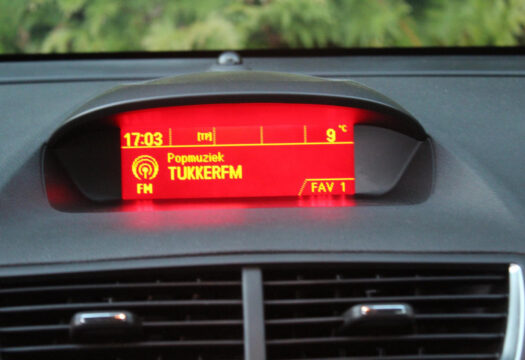 17:03 [TP] 9 °C
Popmuziek
TUKKERFM
FM
FAV 1